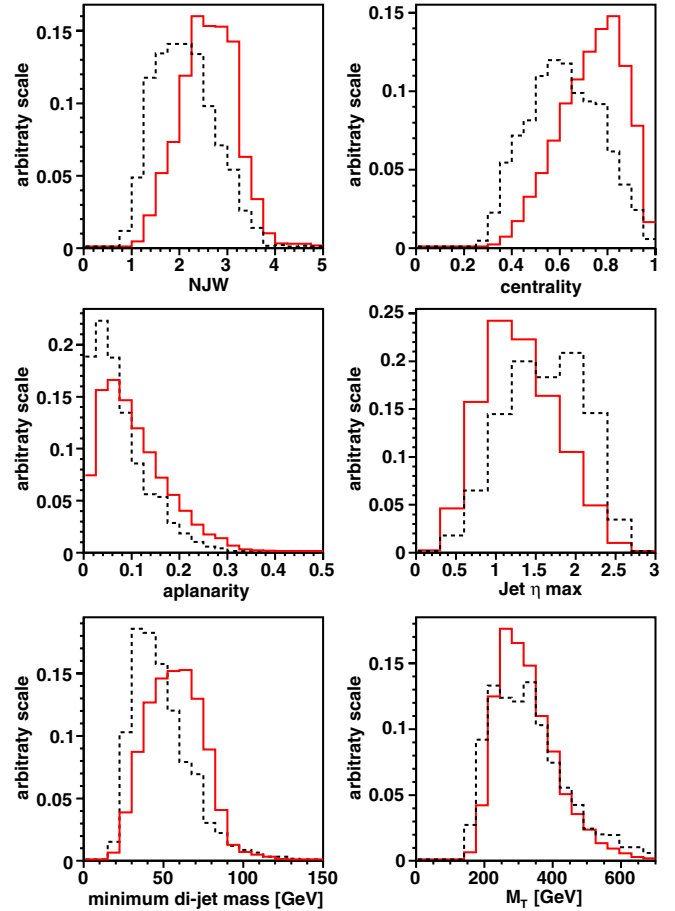 0.15
0.1
0.05
0
arbitraty scale
0 1 2 3 4 5
NJW
0.15
0.1
0.05
0
arbitraty scale
0 0.2 0.4 0.6 0.8 1
centrality
0.2
0.15
0.1
0.05
0
arbitraty scale
0 0.1 0.2 0.3 0.4 0.5
aplanarity
0.25
0.2
0.15
0.1
0.05
0
arbitraty scale
0 0.5 1 1.5 2 2.5 3
Jet η max
0.15
0.1
0.05
0
arbitraty scale
0 50 100 150
minimum di-jet mass [GeV]
0.15
0.1
0.05
0
arbitraty scale
0 200 400 600
M_T [GeV]